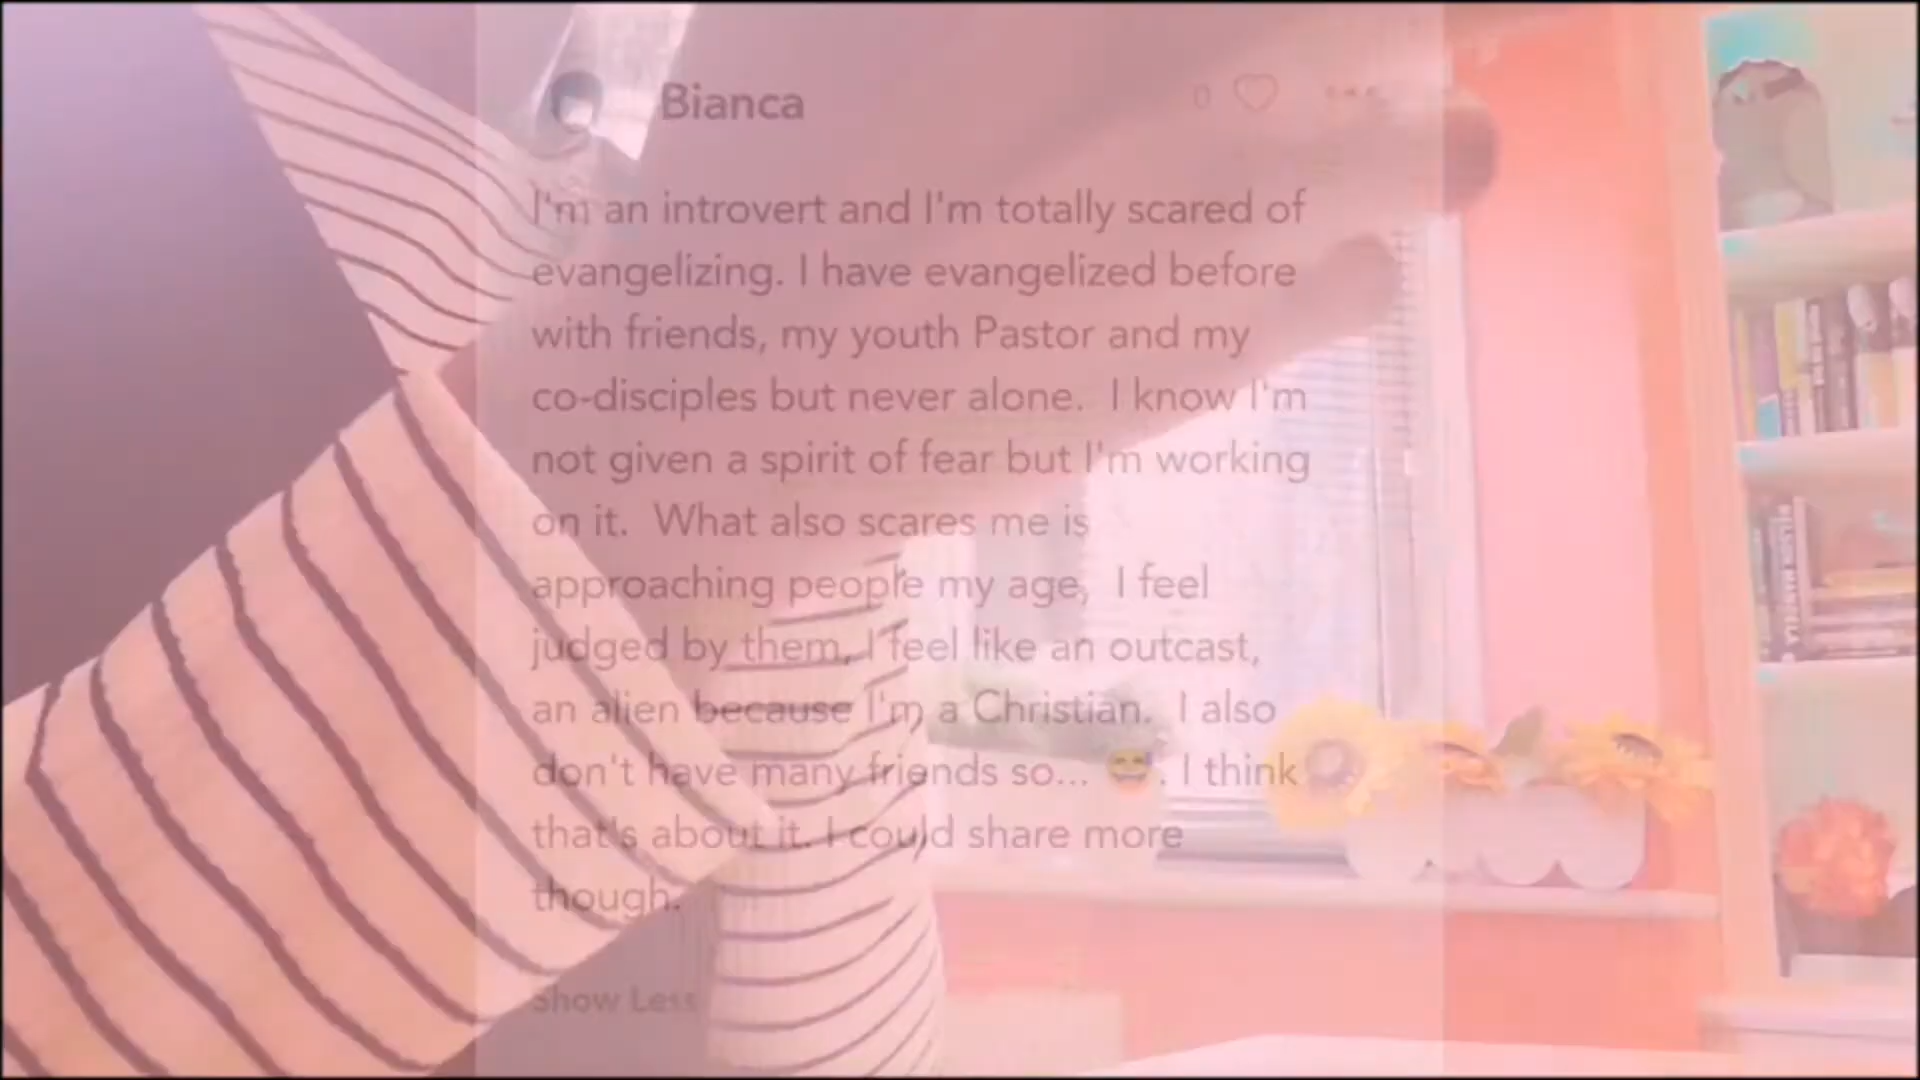 Bianca
0
I'm an introvert and I'm totally scared of
evangelizing. I have evangelized before
with friends, my youth Pastor and my
co-disciples but never alone.  I know I'm
not given a spirit of fear but I'm working
on it.  What also scares me is
approaching people my age,  I feel
judged by them, I feel like an outcast,
an alien because I'm a Christian.  I also
don't have many friends so... 😅. I think
that's about it. I could share more
though.
Show Less